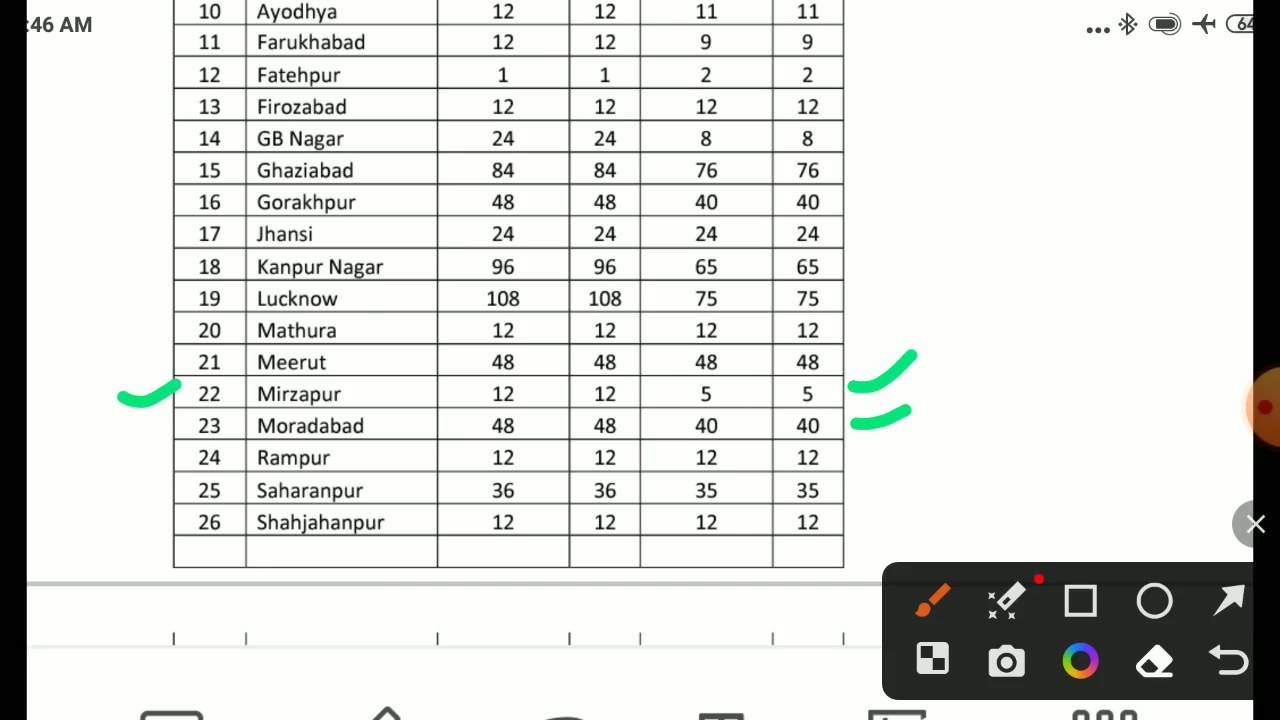 :46 AM
64
10 Ayodhya 12 12 11 11
11 Farukhabad 12 12 9 9
12 Fatehpur 1 1 2 2
13 Firozabad 12 12 12 12
14 GB Nagar 24 24 8 8
15 Ghaziabad 84 84 76 76
16 Gorakhpur 48 48 40 40
17 Jhansi 24 24 24 24
18 Kanpur Nagar 96 96 65 65
19 Lucknow 108 108 75 75
20 Mathura 12 12 12 12
21 Meerut 48 48 48 48
22 Mirzapur 12 12 5 5
23 Moradabad 48 48 40 40
24 Rampur 12 12 12 12
25 Saharanpur 36 36 35 35
26 Shahjahanpur 12 12 12 12